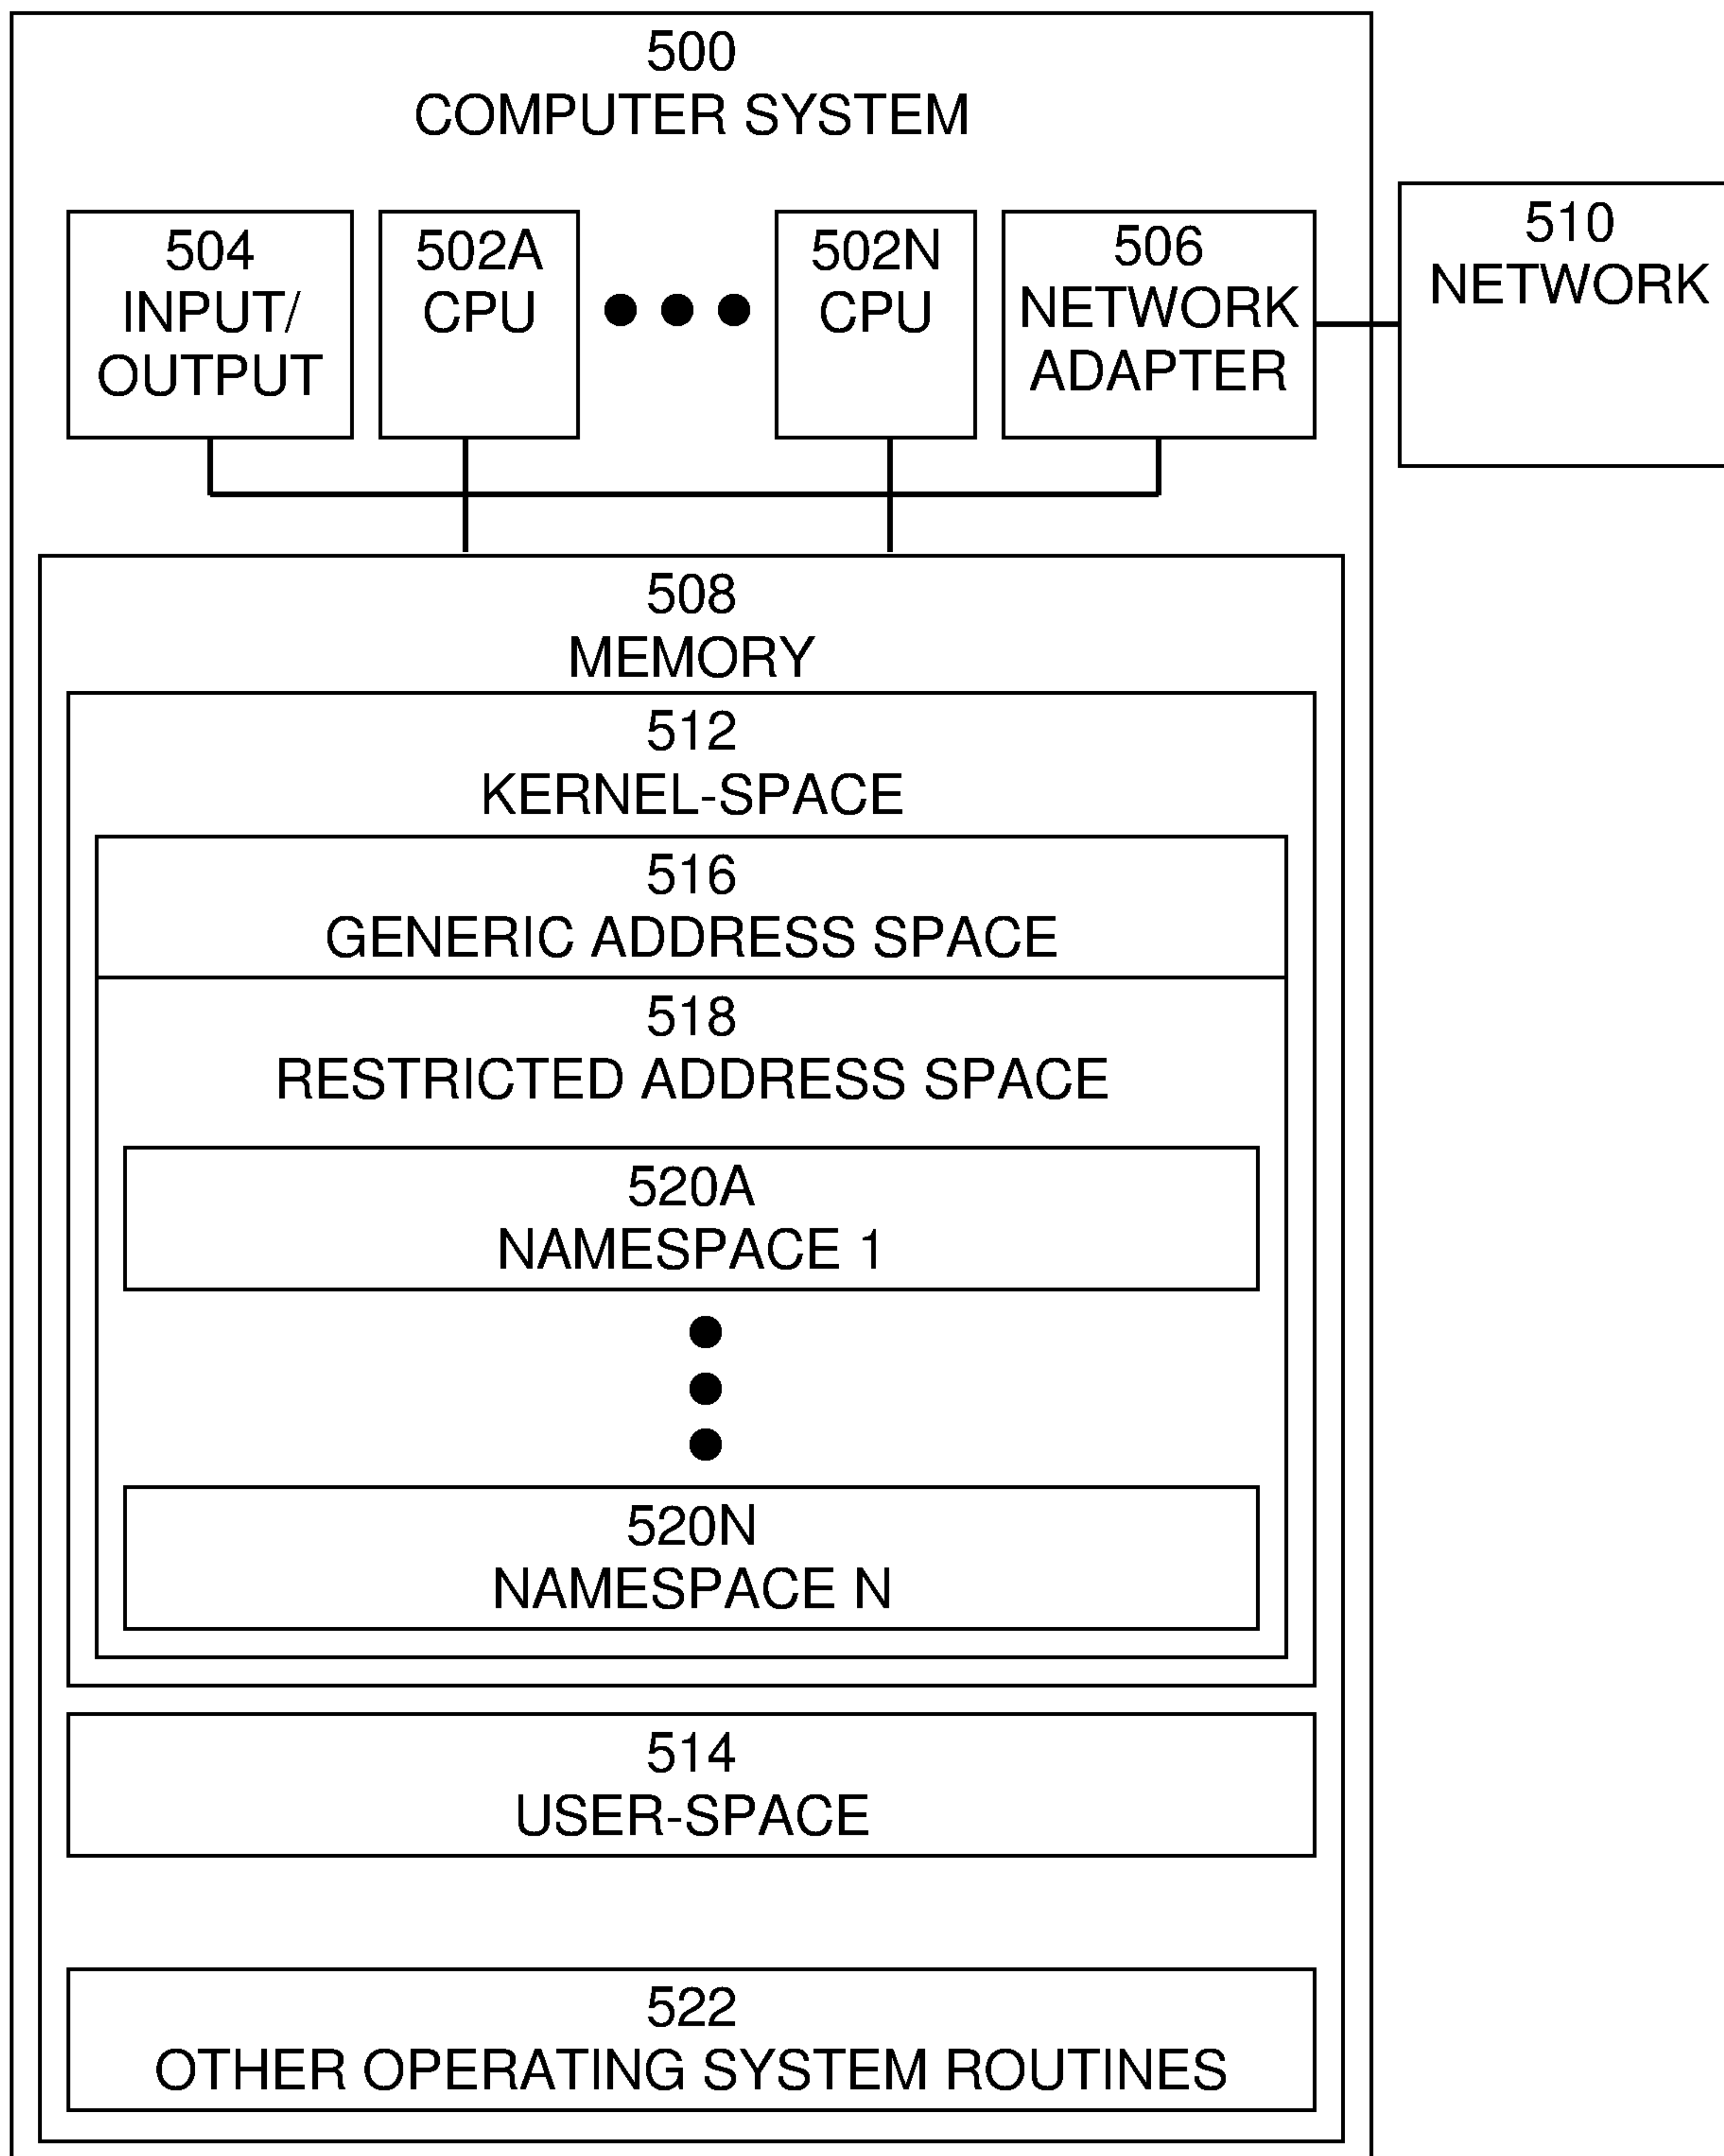 500
COMPUTER SYSTEM
504
INPUT/
OUTPUT
502A
CPU
502N
CPU
506
NETWORK
ADAPTER
510
NETWORK
508
MEMORY
512
KERNEL-SPACE
516
GENERIC ADDRESS SPACE
518
RESTRICTED ADDRESS SPACE
520A
NAMESPACE 1
520N
NAMESPACE N
514
USER-SPACE
522
OTHER OPERATING SYSTEM ROUTINES